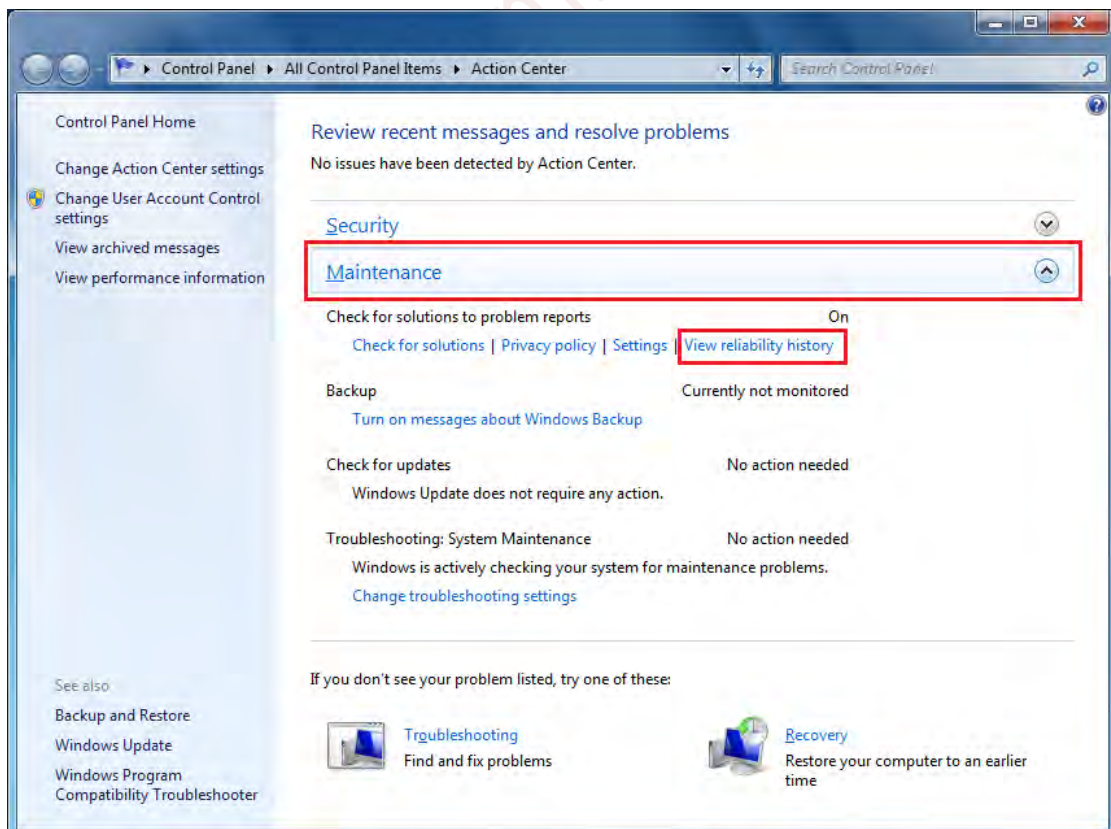 Control Panel ▸ All Control Panel Items ▸ Action Center
Search Control Panel
Control Panel Home
Change Action Center settings
Change User Account Control
settings
View archived messages
View performance information
Review recent messages and resolve problems
No issues have been detected by Action Center.
Security
Maintenance
Check for solutions to problem reports On
Check for solutions | Privacy policy | Settings | View reliability history
Backup Currently not monitored
Turn on messages about Windows Backup
Check for updates No action needed
Windows Update does not require any action.
Troubleshooting: System Maintenance No action needed
Windows is actively checking your system for maintenance problems.
Change troubleshooting settings
If you don't see your problem listed, try one of these:
Troubleshooting
Find and fix problems
Recovery
Restore your computer to an earlier
time
See also
Backup and Restore
Windows Update
Windows Program
Compatibility Troubleshooter